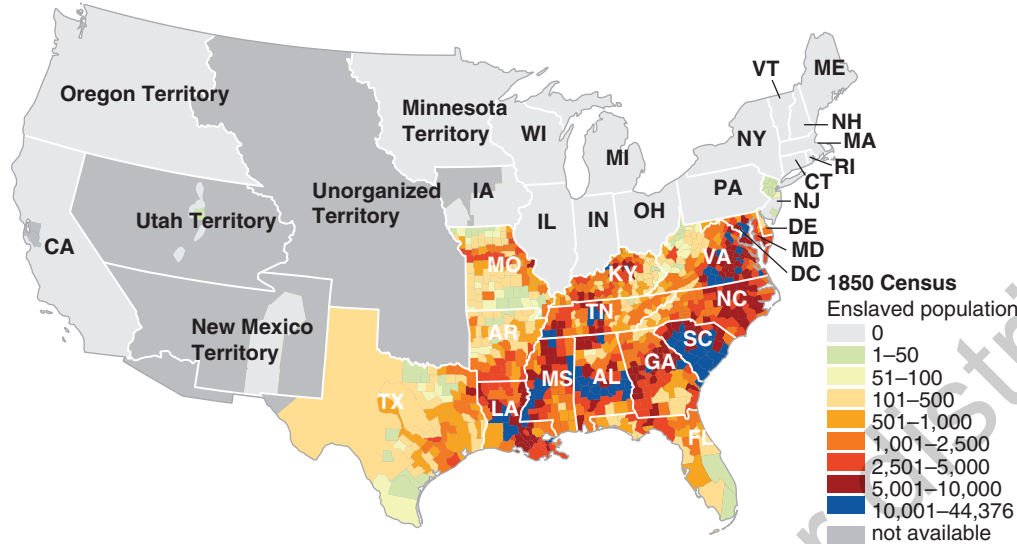 Oregon Territory
Minnesota
Territory
WI
MI
VT
ME
NY
NH
MA
RI
CT
PA
NJ
DE
MD
DC
Unorganized
Territory
IA
IL
IN
OH
Utah Territory
CA
New Mexico
Territory
MO
KY
VA
TN
NC
AR
SC
MS
AL
GA
TX
LA
FL
1850 Census
Enslaved population
0
1–50
51–100
101–500
501–1,000
1,001–2,500
2,501–5,000
5,001–10,000
10,001–44,376
not available